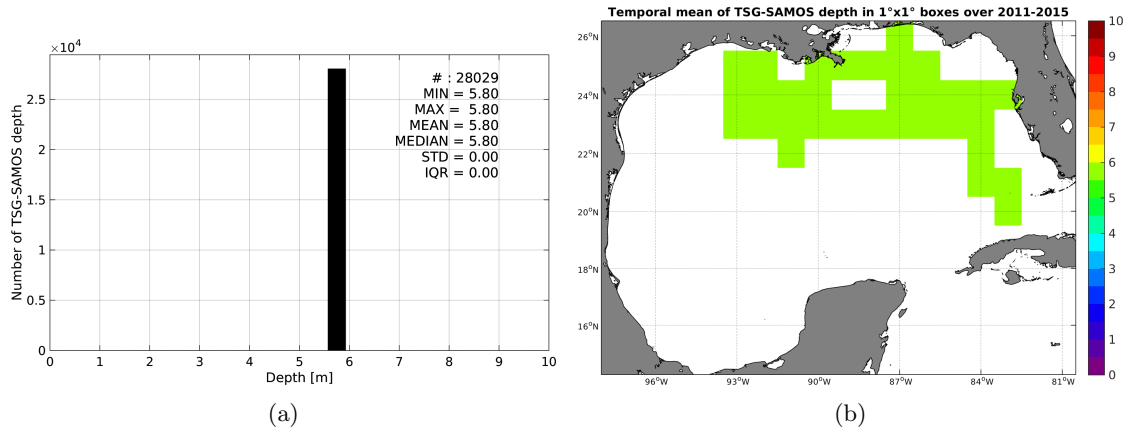 ×10⁴
2.5
2
1.5
1
0.5
0
Number of TSG-SAMOS depth
# : 28029
MIN = 5.80
MAX = 5.80
MEAN = 5.80
MEDIAN = 5.80
STD = 0.00
IQR = 0.00
0 1 2 3 4 5 6 7 8 9 10
Depth [m]
(a)
Temporal mean of TSG-SAMOS depth in 1°x1° boxes over 2011-2015
26°N
24°N
22°N
20°N
18°N
16°N
96°W 93°W 90°W 87°W 84°W 81°W
10
9
8
7
6
5
4
3
2
1
0
(b)